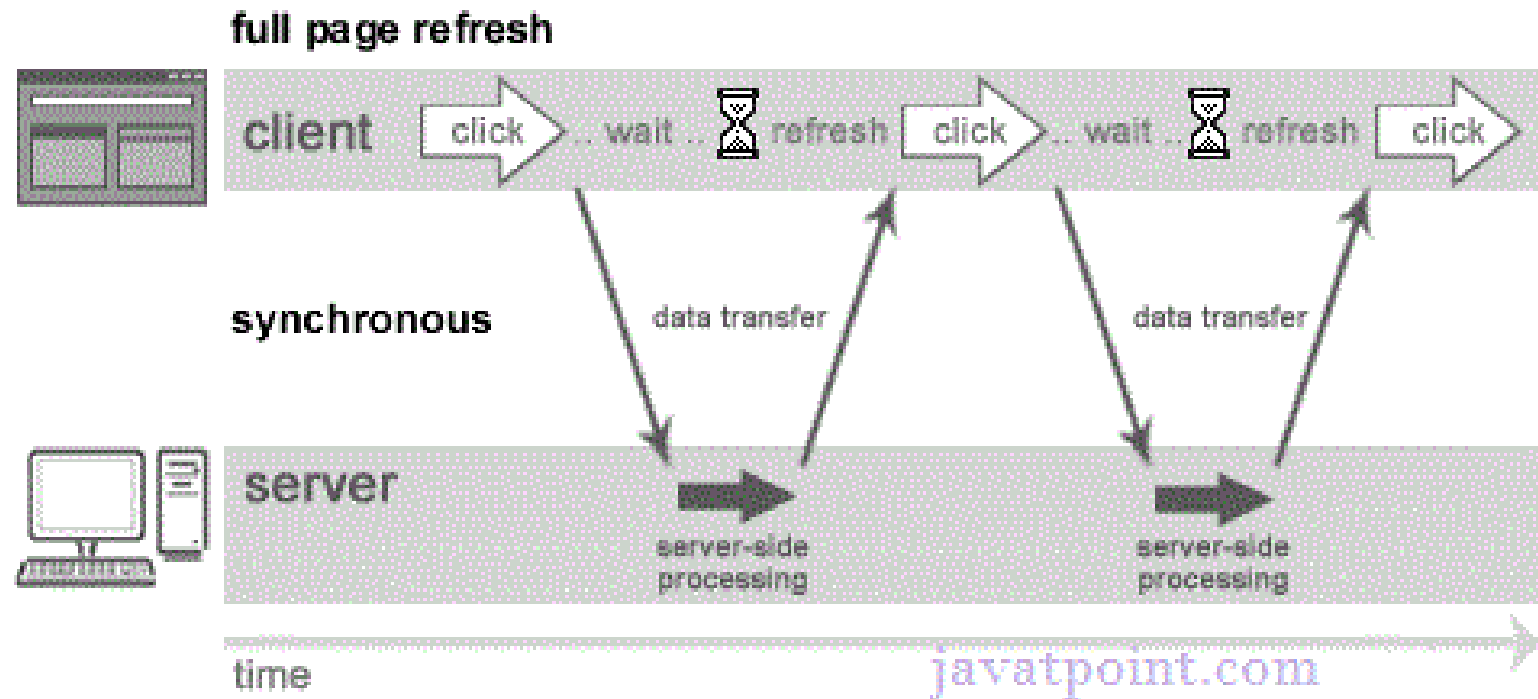 full page refresh
client click .. wait .. refresh click .. wait .. refresh click
synchronous data transfer data transfer
server
server-side server-side
processing processing
time
javatpoint.com